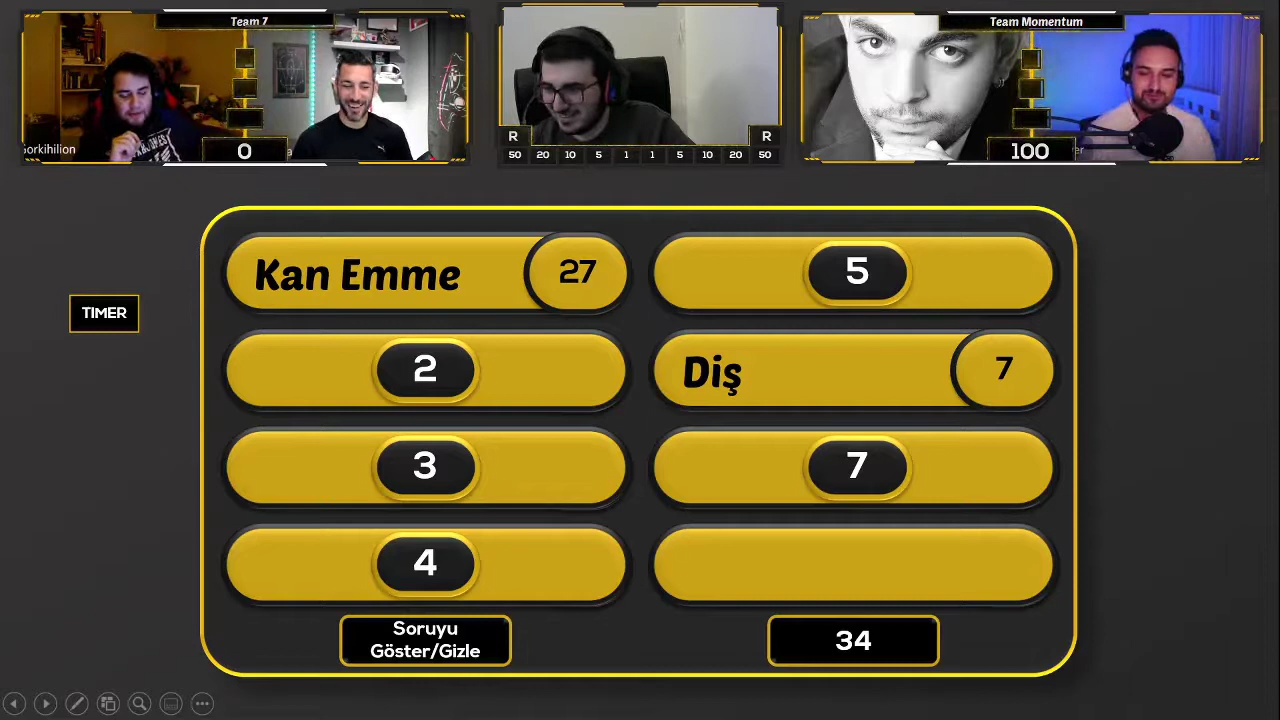 Team 7
Team Momentum
Gorkihilion
0
R
R
50 20 10 5 1 1 5 10 20 50
100
Kan Emme 27
5
TIMER
2
Diş 7
3
7
4
Soruyu
Göster/Gizle
34